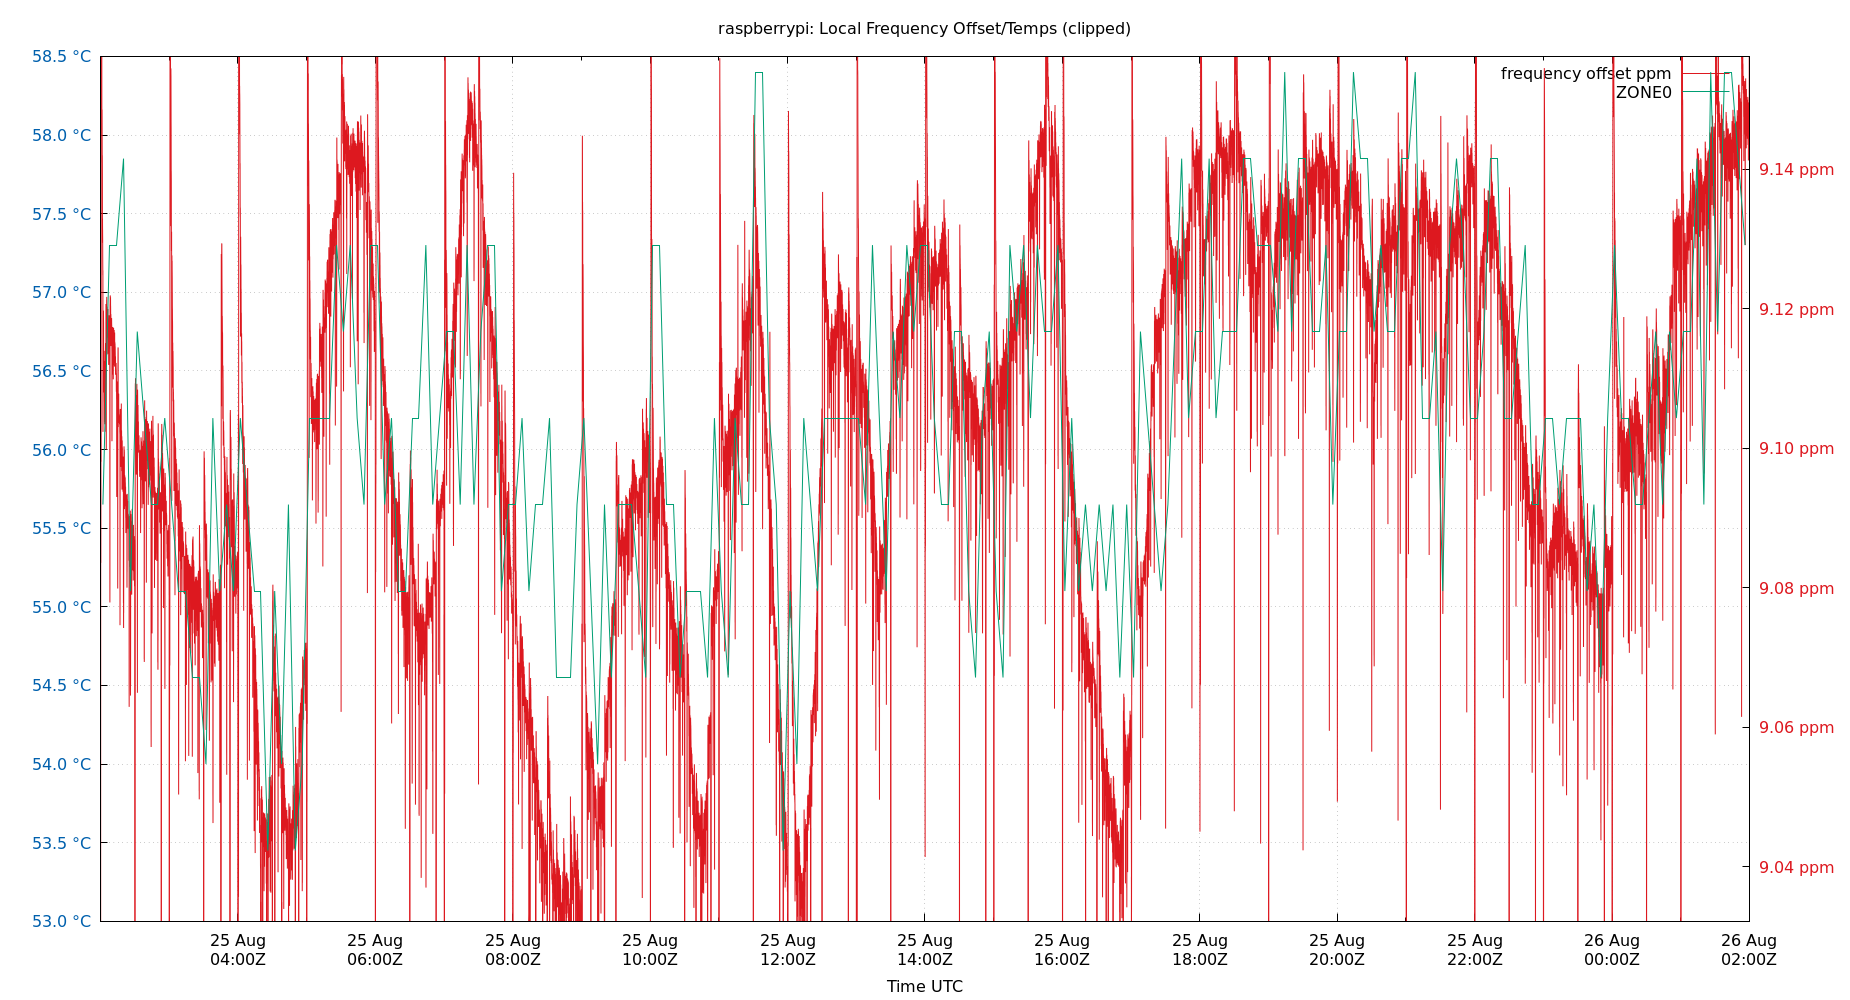 raspberrypi: Local Frequency Offset/Temps (clipped)
58.5 °C
58.0 °C
57.5 °C
57.0 °C
56.5 °C
56.0 °C
55.5 °C
55.0 °C
54.5 °C
54.0 °C
53.5 °C
53.0 °C
frequency offset ppm
ZONE0
9.14 ppm
9.12 ppm
9.10 ppm
9.08 ppm
9.06 ppm
9.04 ppm
25 Aug 25 Aug 25 Aug 25 Aug 25 Aug 25 Aug 25 Aug 25 Aug 25 Aug 25 Aug 26 Aug 26 Aug
04:00Z 06:00Z 08:00Z 10:00Z 12:00Z 14:00Z 16:00Z 18:00Z 20:00Z 22:00Z 00:00Z 02:00Z
Time UTC